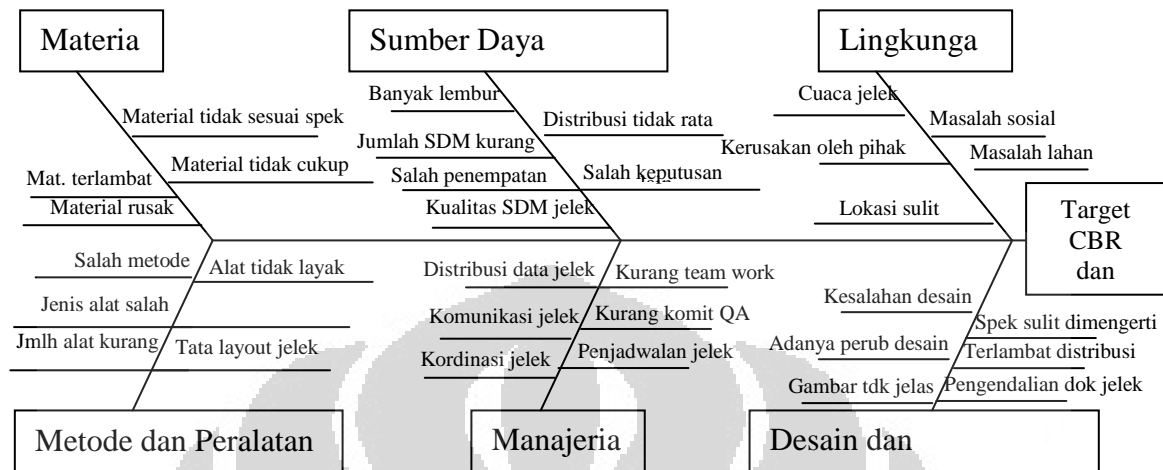 Materia
Sumber Daya
Lingkunga
Banyak lembur
Cuaca jelek
Material tidak sesuai spek
Distribusi tidak rata
Masalah sosial
Jumlah SDM kurang
Kerusakan oleh pihak
Masalah lahan
Material tidak cukup
Salah penempatan
Salah keputusan
Mat. terlambat
Material rusak
Kualitas SDM jelek
Lokasi sulit
Target
CBR
dan
Salah metode
Alat tidak layak
Distribusi data jelek
Kurang team work
Kesalahan desain
Jenis alat salah
Komunikasi jelek
Kurang komit QA
Spek sulit dimengerti
Jmlh alat kurang
Tata layout jelek
Kordinasi jelek
Penjadwalan jelek
Adanya perub desain
Terlambat distribusi
Gambar tdk jelas
Pengendalian dok jelek
Metode dan Peralatan
Manajeria
Desain dan